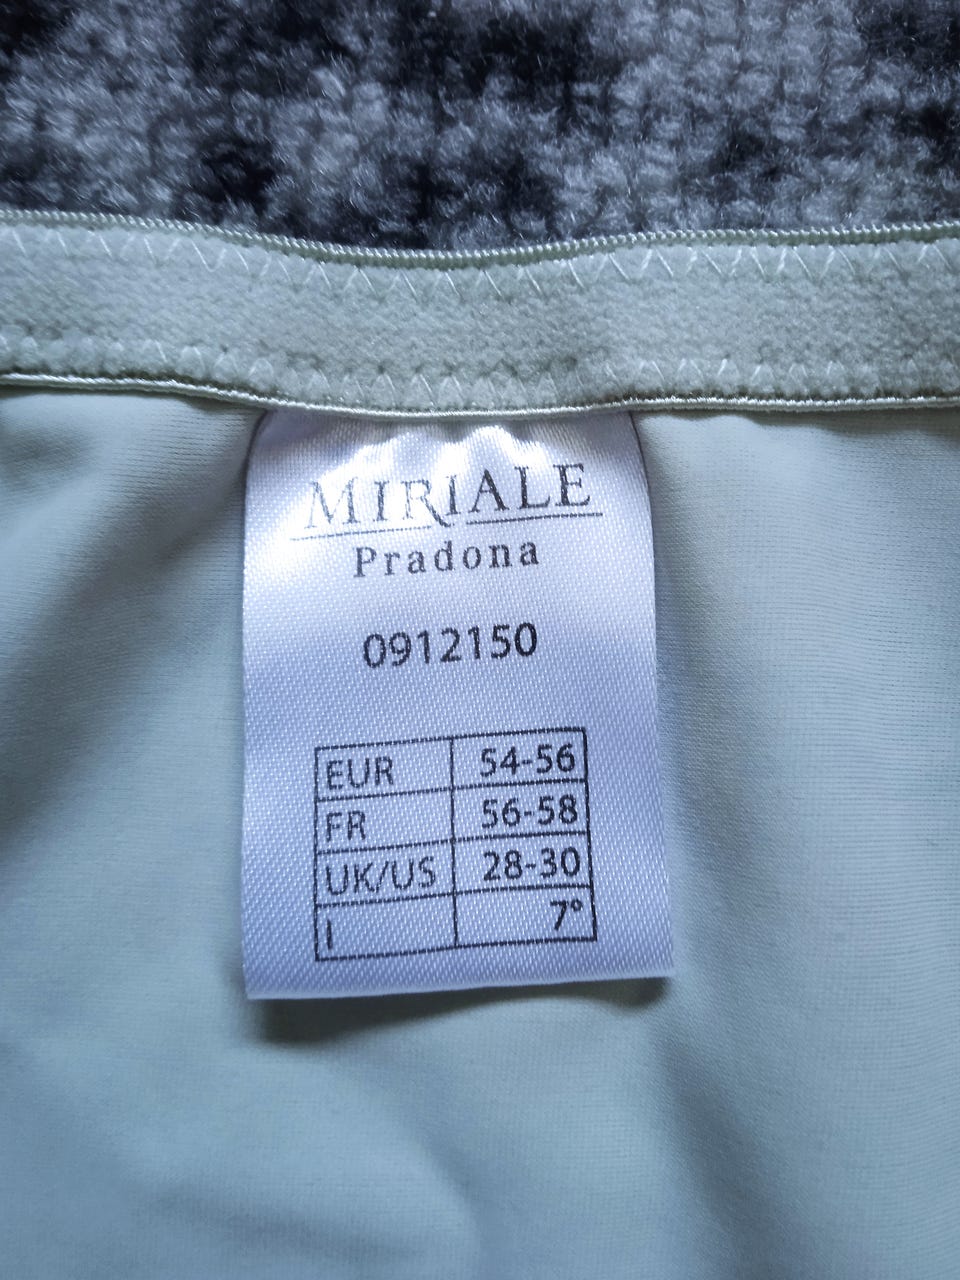 MIRIALE
Pradona
0912150
EUR 54-56
FR 56-58
UK/US 28-30
I 7°